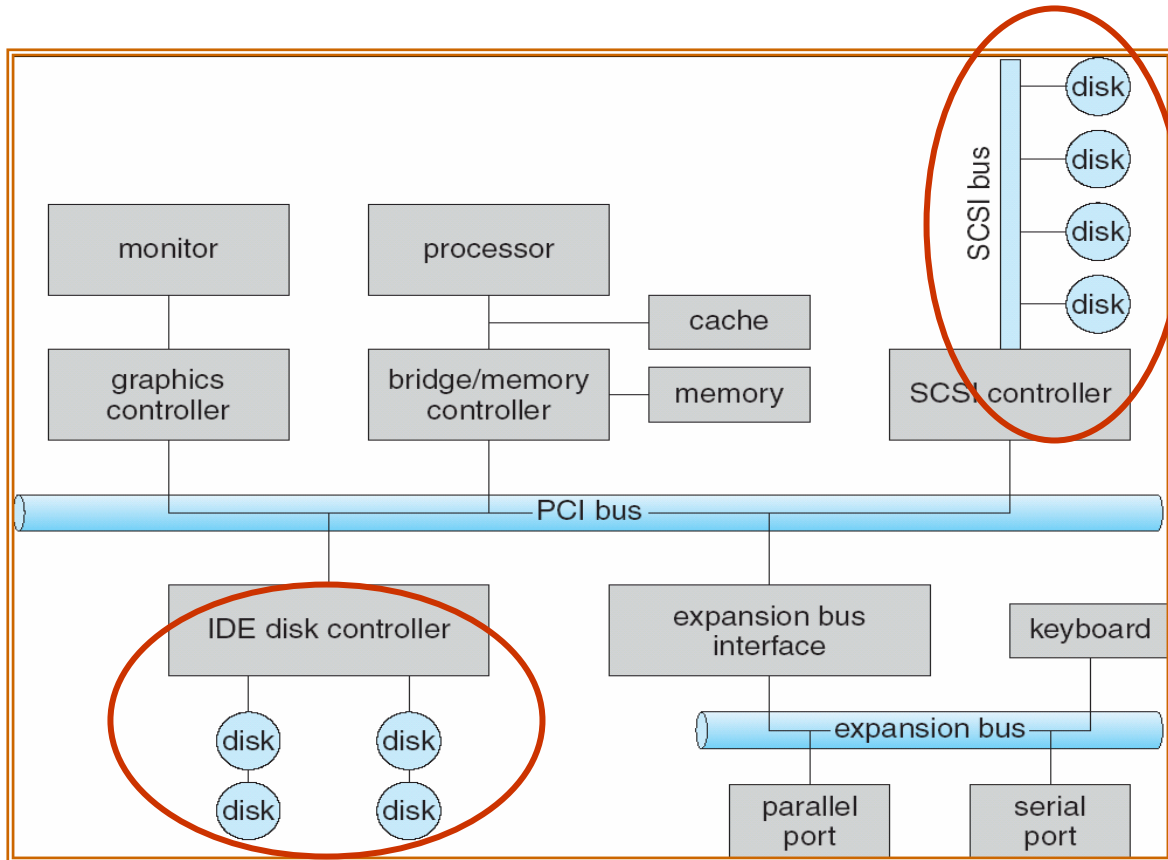 disk
disk
SCSI bus
disk
disk
monitor
processor
cache
graphics
controller
bridge/memory
controller
memory
SCSI controller
PCI bus
IDE disk controller
expansion bus
interface
keyboard
disk
disk
expansion bus
disk
disk
parallel
port
serial
port